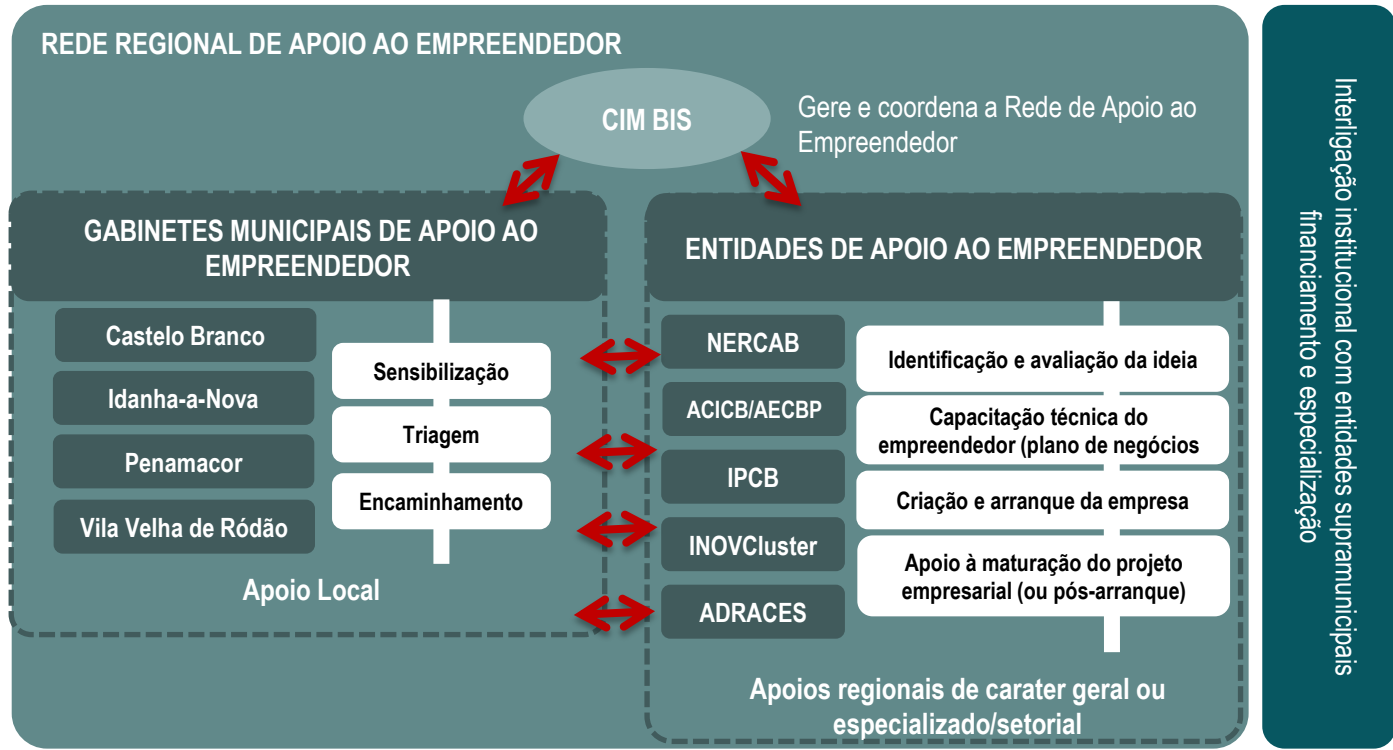 REDE REGIONAL DE APOIO AO EMPREENDEDOR
CIM BIS
Gere e coordena a Rede de Apoio ao
Empreendedor
GABINETES MUNICIPAIS DE APOIO AO
EMPREENDEDOR
Castelo Branco
Idanha-a-Nova
Penamacor
Vila Velha de Ródão
Sensibilização
Triagem
Encaminhamento
Apoio Local
ENTIDADES DE APOIO AO EMPREENDEDOR
NERCAB
ACICB/AECBP
IPCB
INOVCluster
ADRACES
Identificação e avaliação da ideia
Capacitação técnica do
empreendedor (plano de negócios
Criação e arranque da empresa
Apoio à maturação do projeto
empresarial (ou pós-arranque)
Apoios regionais de carater geral ou
especializado/setorial
Interligação institucional com entidades supramunicipais
financiamento e especialização